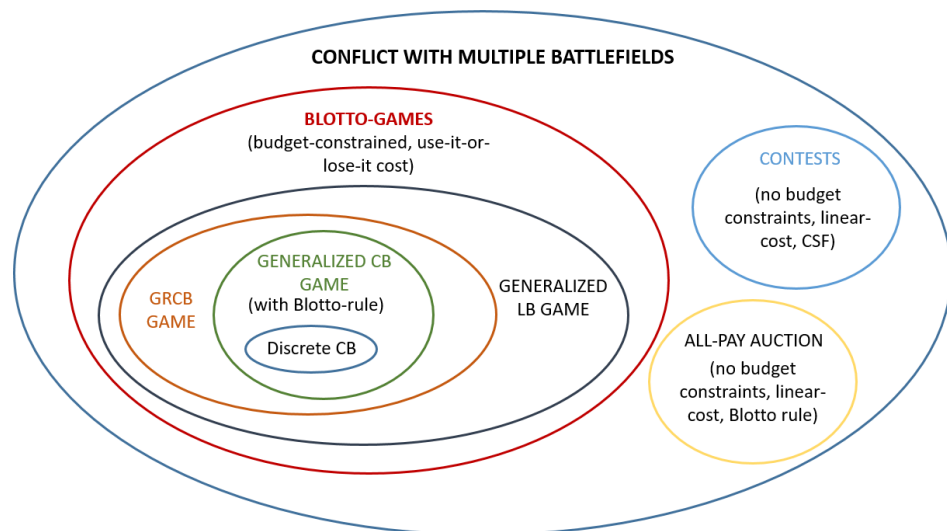 CONFLICT WITH MULTIPLE BATTLEFIELDS
BLOTTO-GAMES
(budget-constrained, use-it-or-
lose-it cost)
CONTESTS
(no budget
constraints, linear-
cost, CSF)
GENERALIZED CB
GAME
(with Blotto-rule)
GRCB
GAME
GENERALIZED
LB GAME
Discrete CB
ALL-PAY AUCTION
(no budget
constraints, linear-
cost, Blotto rule)